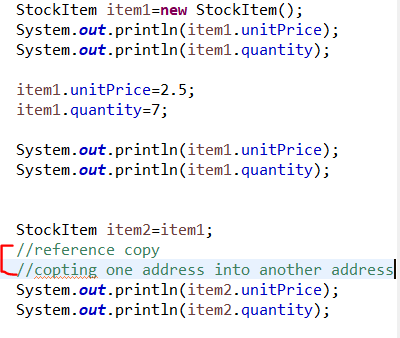 StockItem item1=new StockItem();
System.out.println(item1.unitPrice);
System.out.println(item1.quantity);
item1.unitPrice=2.5;
item1.quantity=7;
System.out.println(item1.unitPrice);
System.out.println(item1.quantity);
StockItem item2=item1;
//reference copy
//copting one address into another address
System.out.println(item2.unitPrice);
System.out.println(item2.quantity);